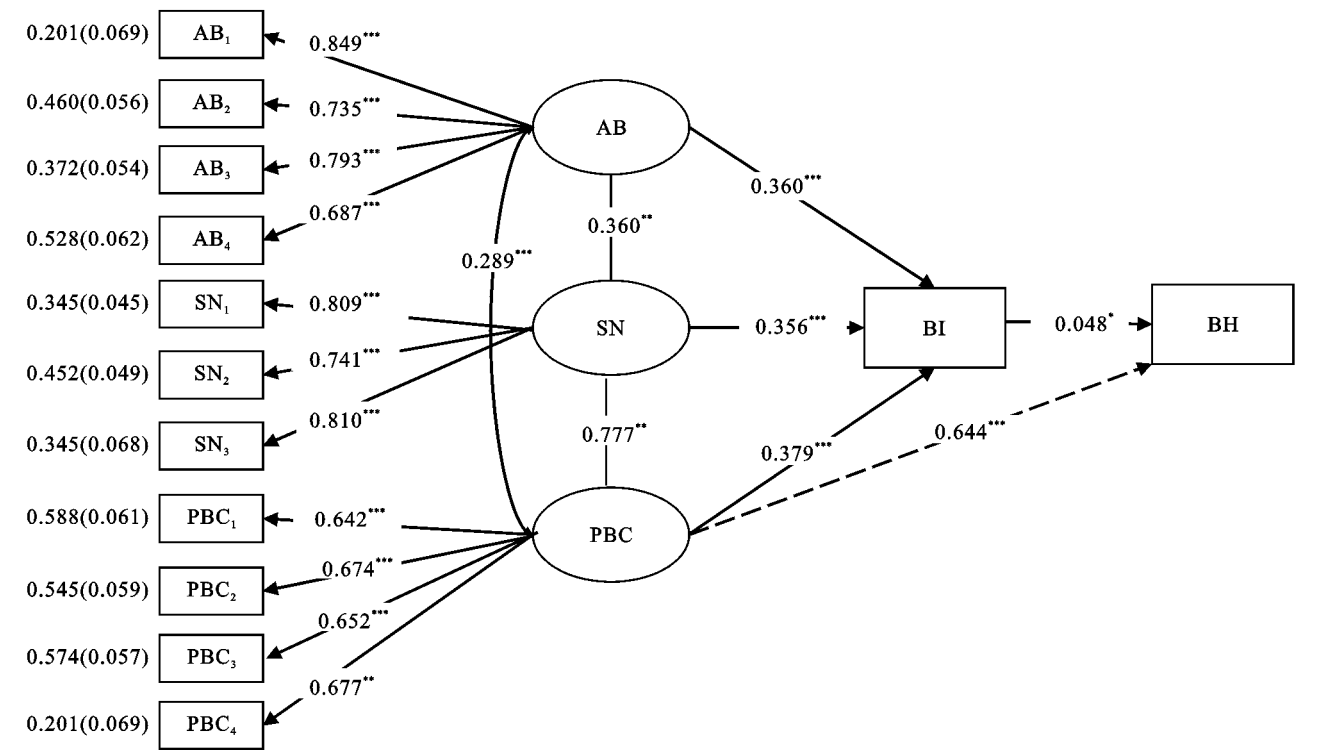 0.201(0.069) AB₁ 0.849***
0.460(0.056) AB₂ 0.735***
AB
0.372(0.054) AB₃ 0.793***
0.360***
0.687***
0.528(0.062) AB₄
0.360**
0.289***
0.345(0.045) SN₁ 0.809***
SN
0.356***
BI
0.048*
BH
0.452(0.049) SN₂ 0.741***
0.810***
0.345(0.068) SN₃
0.777**
0.379***
0.644***
0.588(0.061) PBC₁ 0.642***
PBC
0.674***
0.545(0.059) PBC₂
0.652***
0.574(0.057) PBC₃
0.677**
0.201(0.069) PBC₄